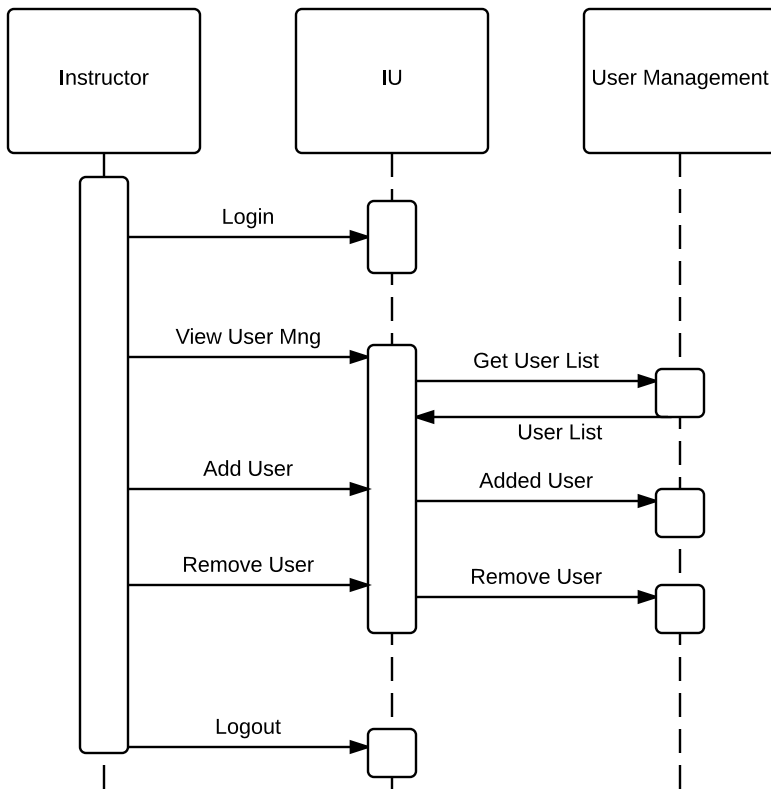 Instructor
IU
User Management
Login
View User Mng
Get User List
User List
Add User
Added User
Remove User
Remove User
Logout